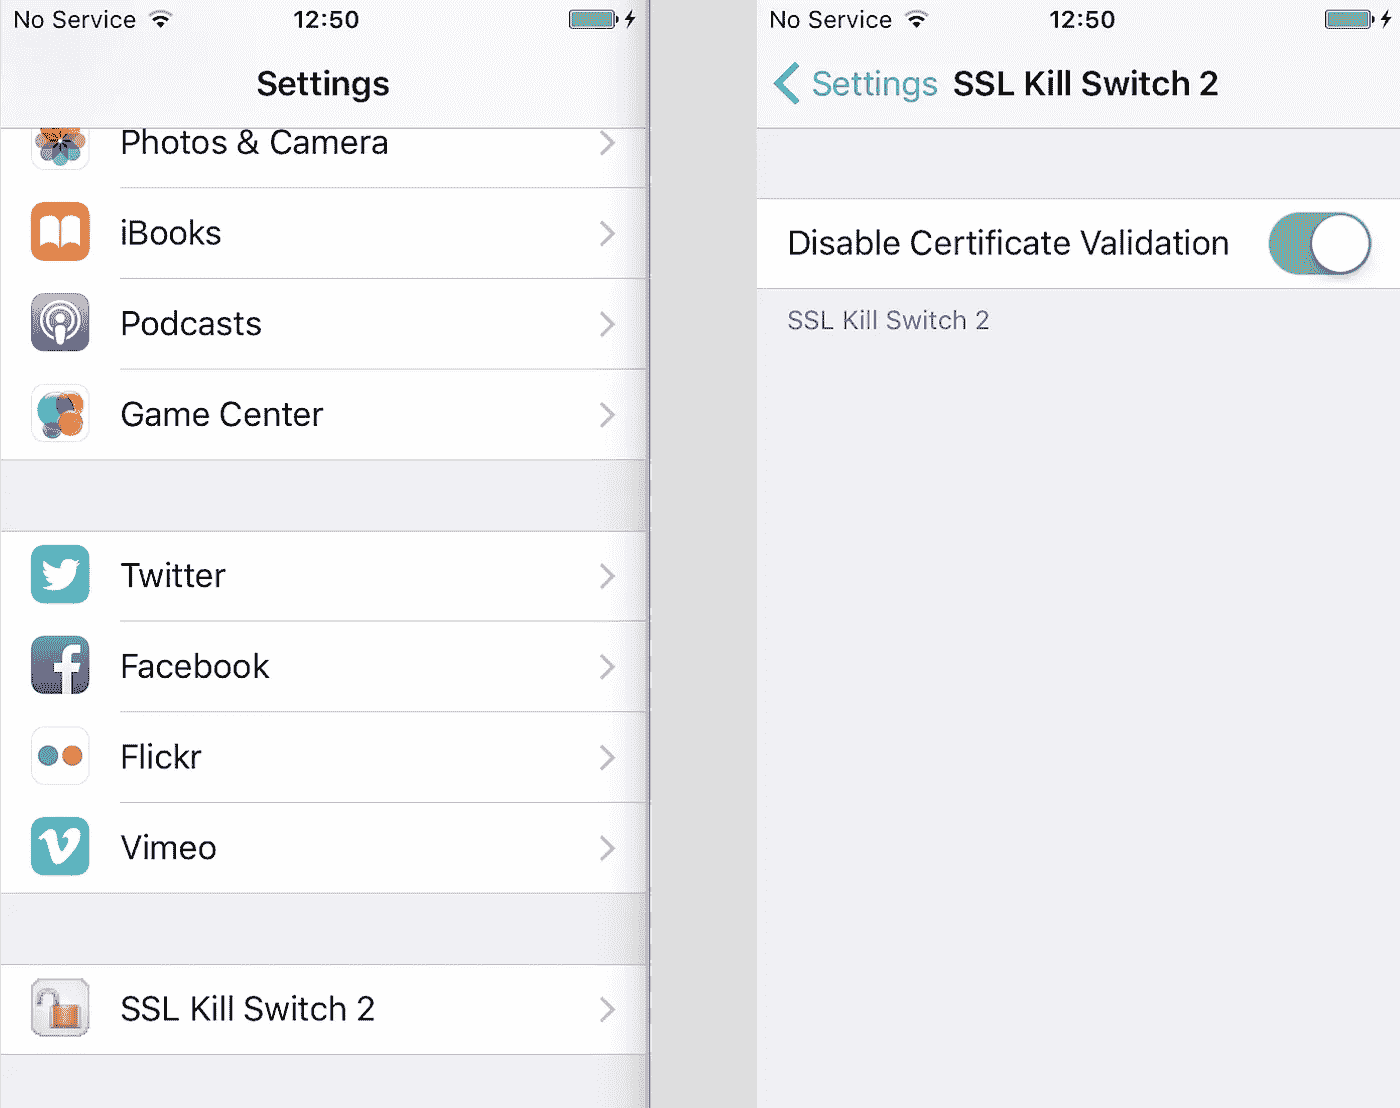 No Service 12:50
Settings
Photos & Camera
iBooks
Podcasts
Game Center
Twitter
Facebook
Flickr
Vimeo
SSL Kill Switch 2
No Service 12:50
Settings SSL Kill Switch 2
Disable Certificate Validation
SSL Kill Switch 2